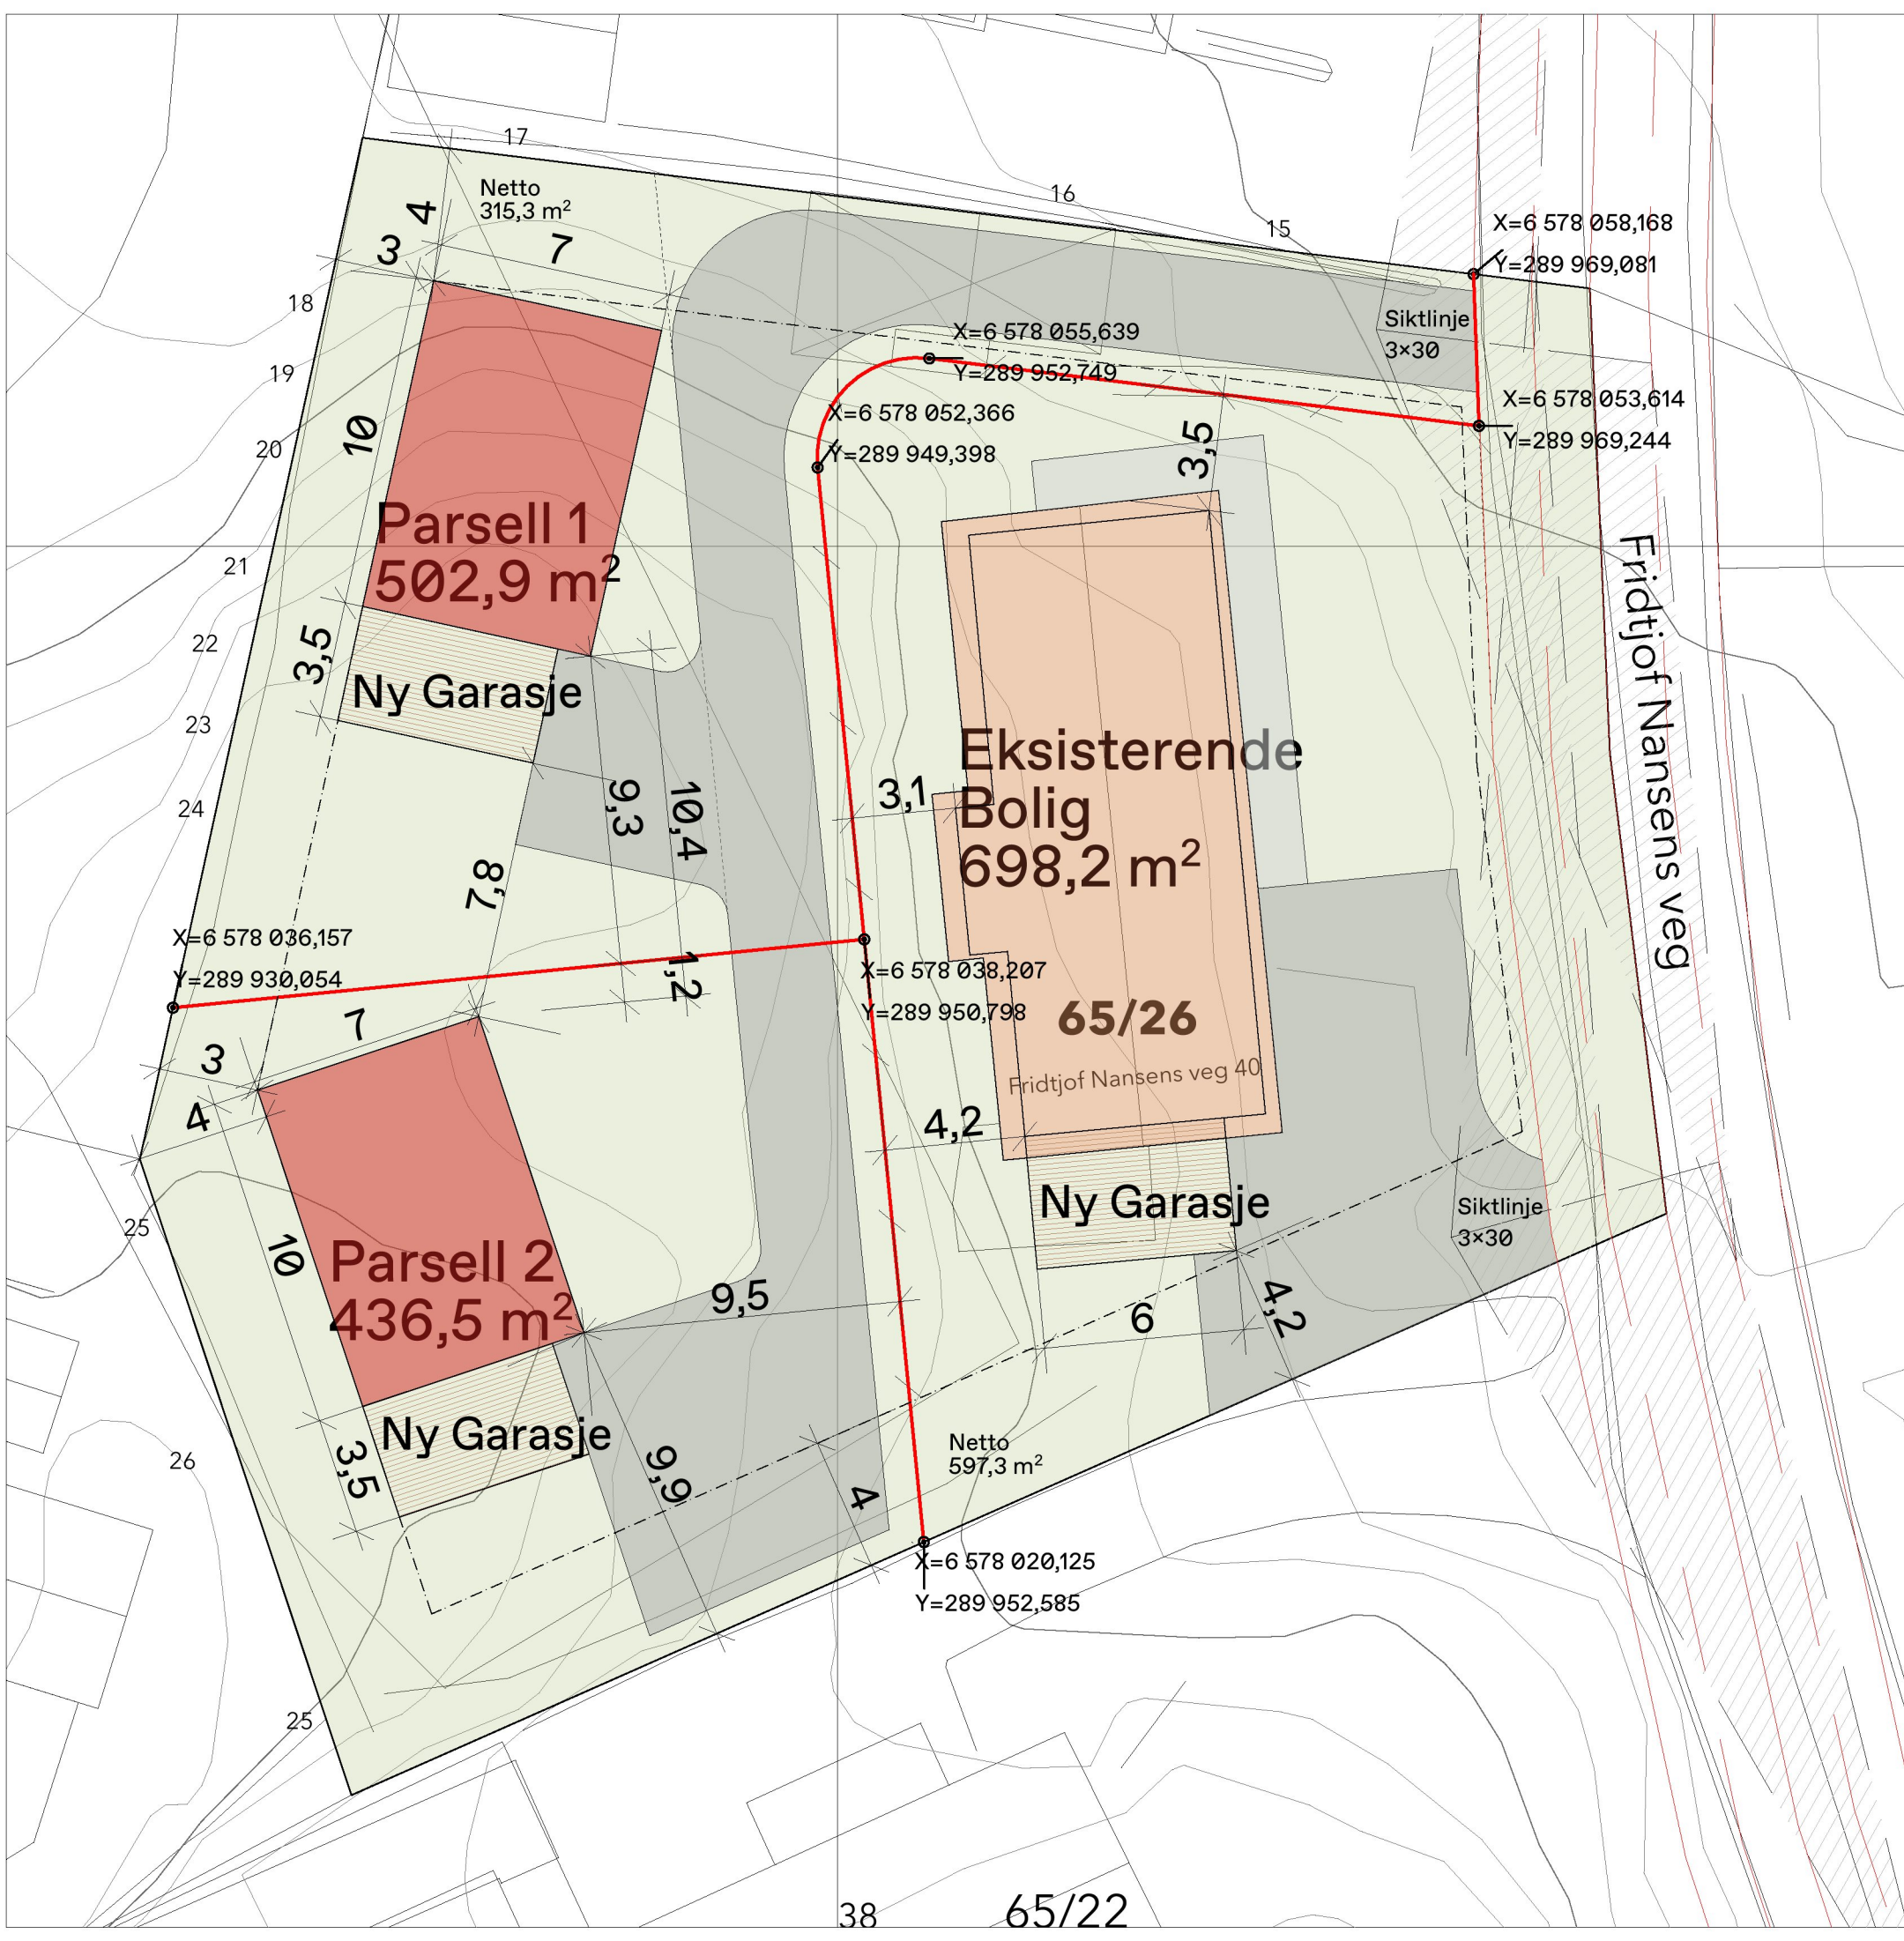 17
Netto
315,3 m²
4
3
7
16
15
X=6 578 058,168
Y=289 969,081
18
Siktlinje
3×30
X=6 578 055,639
Y=289 952,749
19
X=6 578 053,614
Y=289 969,244
X=6 578 052,366
Y=289 949,398
10
20
3,5
Parsell 1
502,9 m²
21
Fridtjof Nansens veg
22
3,5
Ny Garasje
23
Eksisterende
Bolig
698,2 m²
24
9,3
10,4
3,1
7,8
X=6 578 036,157
Y=289 930,054
1,2
X=6 578 038,207
Y=289 950,798
65/26
Fridtjof Nansens veg 40
7
3
4
4,2
25
Ny Garasje
Siktlinje
3×30
10
Parsell 2
436,5 m²
9,5
6
4,2
Ny Garasje
3,5
9,9
4
26
Netto
597,3 m²
X=6 578 020,125
Y=289 952,585
25
38
65/22